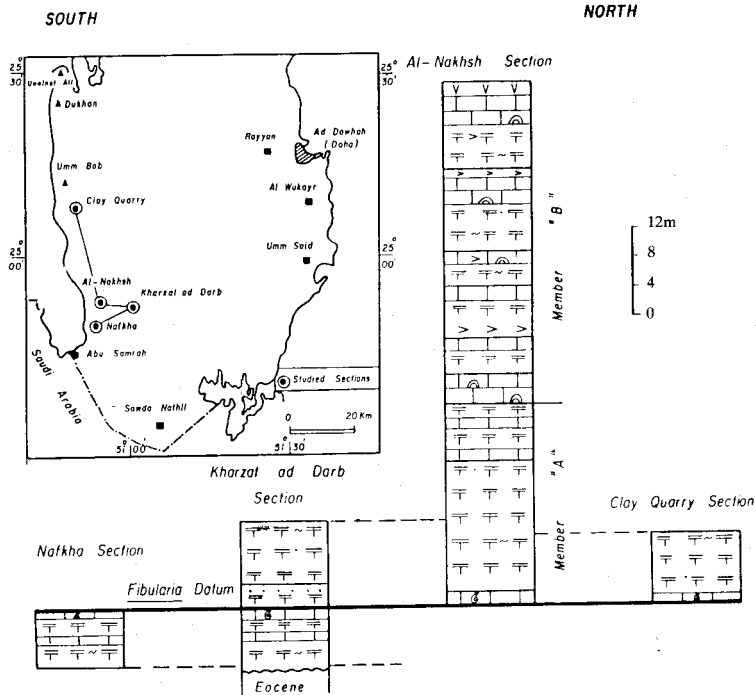 SOUTH
NORTH
Al-Nakhsh Section
25° 30'
25° 30'
Dukhan
Rayyan
Ad Dawhah
(Doha)
Umm Bab
Al Wukayr
Clay Quarry
Umm Said
25° 00'
25° 00'
Al-Nakhsh
Kharkat ad Darb
Nafkha
Abu Samrah
Saudi Arabia
Studied Sections
Sawda Nathil
0 20 Km
51° 00'
51° 30'
Member "B"
12m
8
4
0
Member "A"
Kharzat ad Darb
Section
Clay Quarry Section
Nafkha Section
Fibularia Datum
Eocene